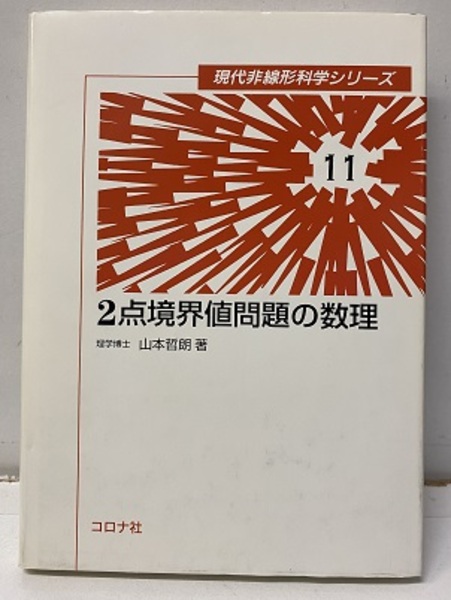 現代非線形科学シリーズ
11
2点境界値問題の数理
理学博士 山本哲朗 著
コロナ社